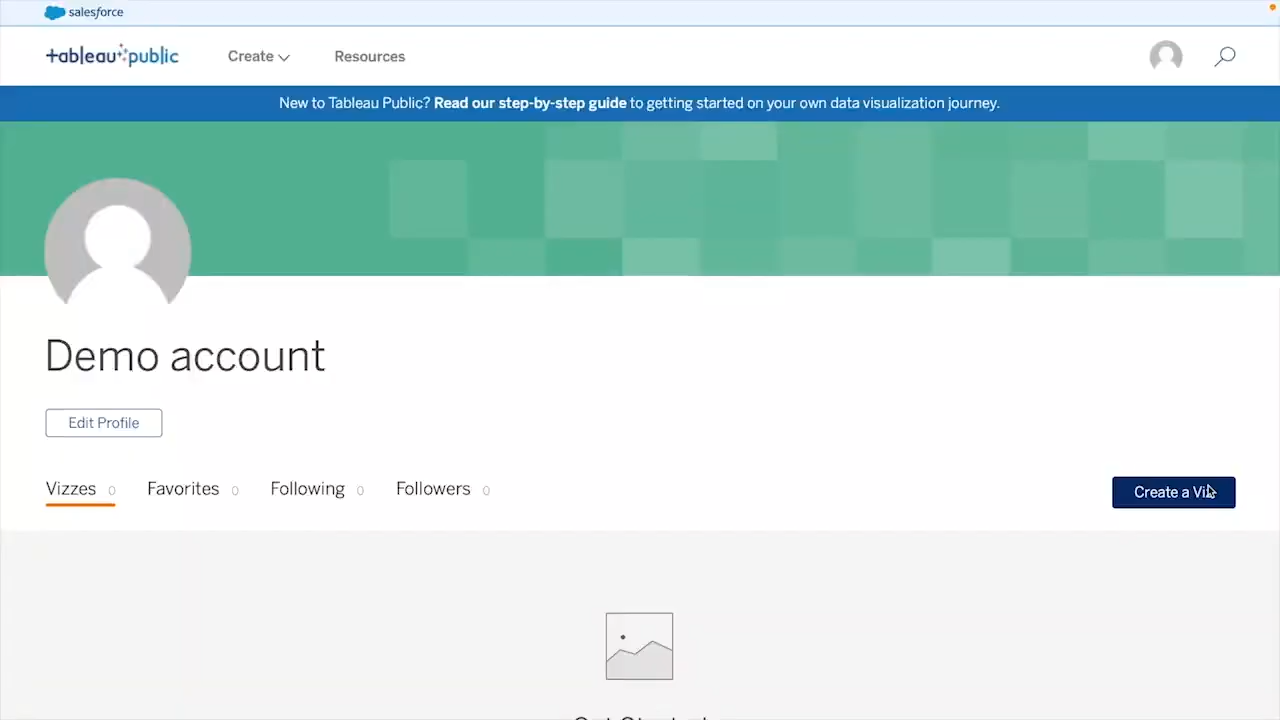 salesforce
tableau public
Create
Resources
New to Tableau Public? Read our step-by-step guide to getting started on your own data visualization journey.
Demo account
Edit Profile
Vizzes 0
Favorites 0
Following 0
Followers 0
Create a Viz